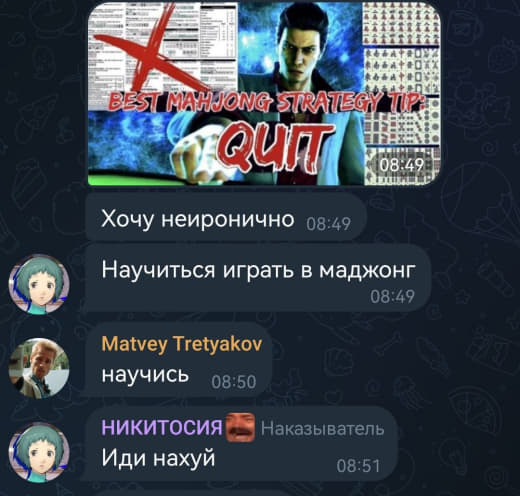 BEST MAHJONG STRATEGY TIP:
QUIT
08:49
Хочу неиронично 08:49
Научиться играть в маджонг
08:49
Matvey Tretyakov
научись 08:50
НИКИТОСИЯ Наказыватель
Иди нахуй 08:51